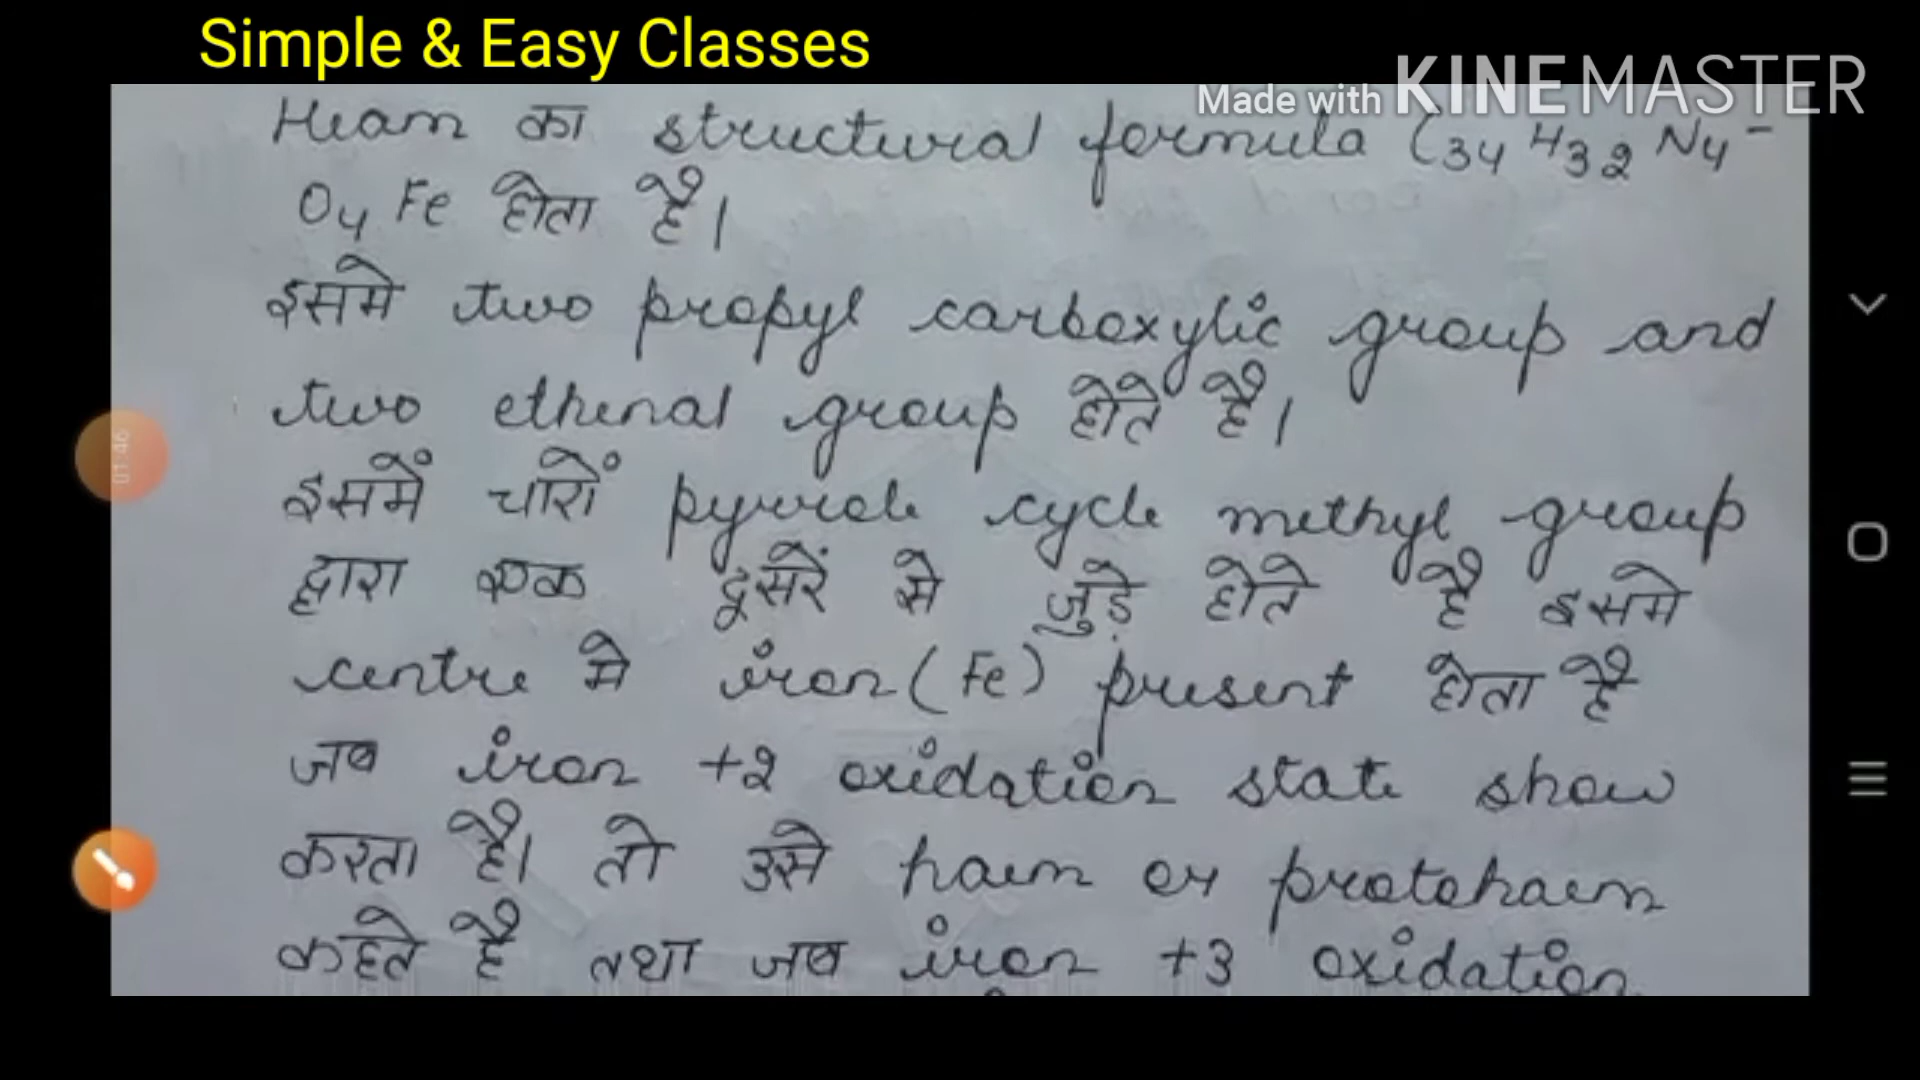 Simple & Easy Classes
Made with KINEMASTER
Heam का structural formula C34 H32 N4-
O4 Fe होता है।
इसमे two propyl carboxylic group and
two ethenal group होते है।
इसमें चारों pyrrole cycle methyl group
द्वारा एक दूसरें से जुड़े होते है इसमे
centre मे iron (Fe) present होता है
जब iron +2 oxidation state show
करता है। तो उसे haem or protohaem
कहते है तथा जब iron +3 oxidation
01:46